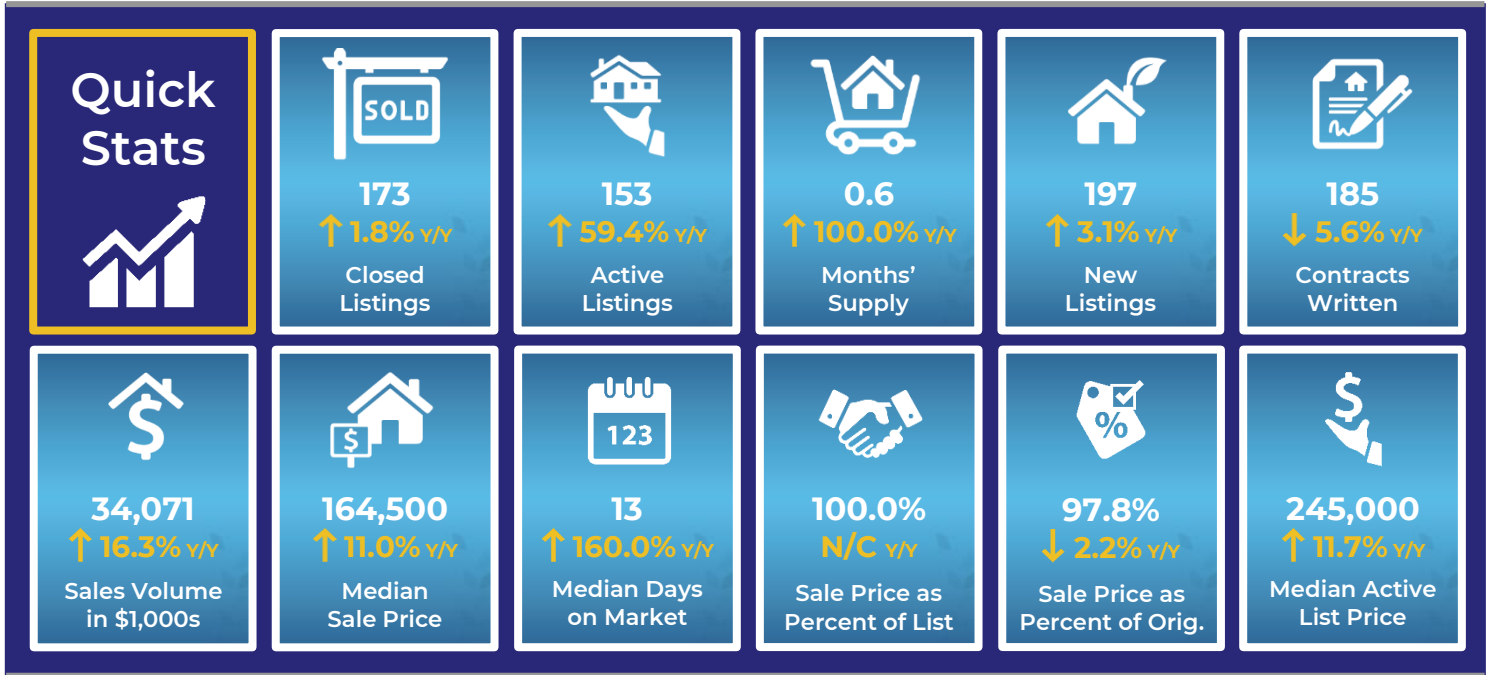 Quick
Stats
SOLD
173
↑ 1.8% Y/Y
Closed
Listings
153
↑ 59.4% Y/Y
Active
Listings
0.6
↑ 100.0% Y/Y
Months’
Supply
197
↑ 3.1% Y/Y
New
Listings
185
↓ 5.6% Y/Y
Contracts
Written
$
34,071
↑ 16.3% Y/Y
Sales Volume
in $1,000s
$
164,500
↑ 11.0% Y/Y
Median
Sale Price
123
13
↑ 160.0% Y/Y
Median Days
on Market
100.0%
N/C Y/Y
Sale Price as
Percent of List
%
97.8%
↓ 2.2% Y/Y
Sale Price as
Percent of Orig.
$
245,000
↑ 11.7% Y/Y
Median Active
List Price